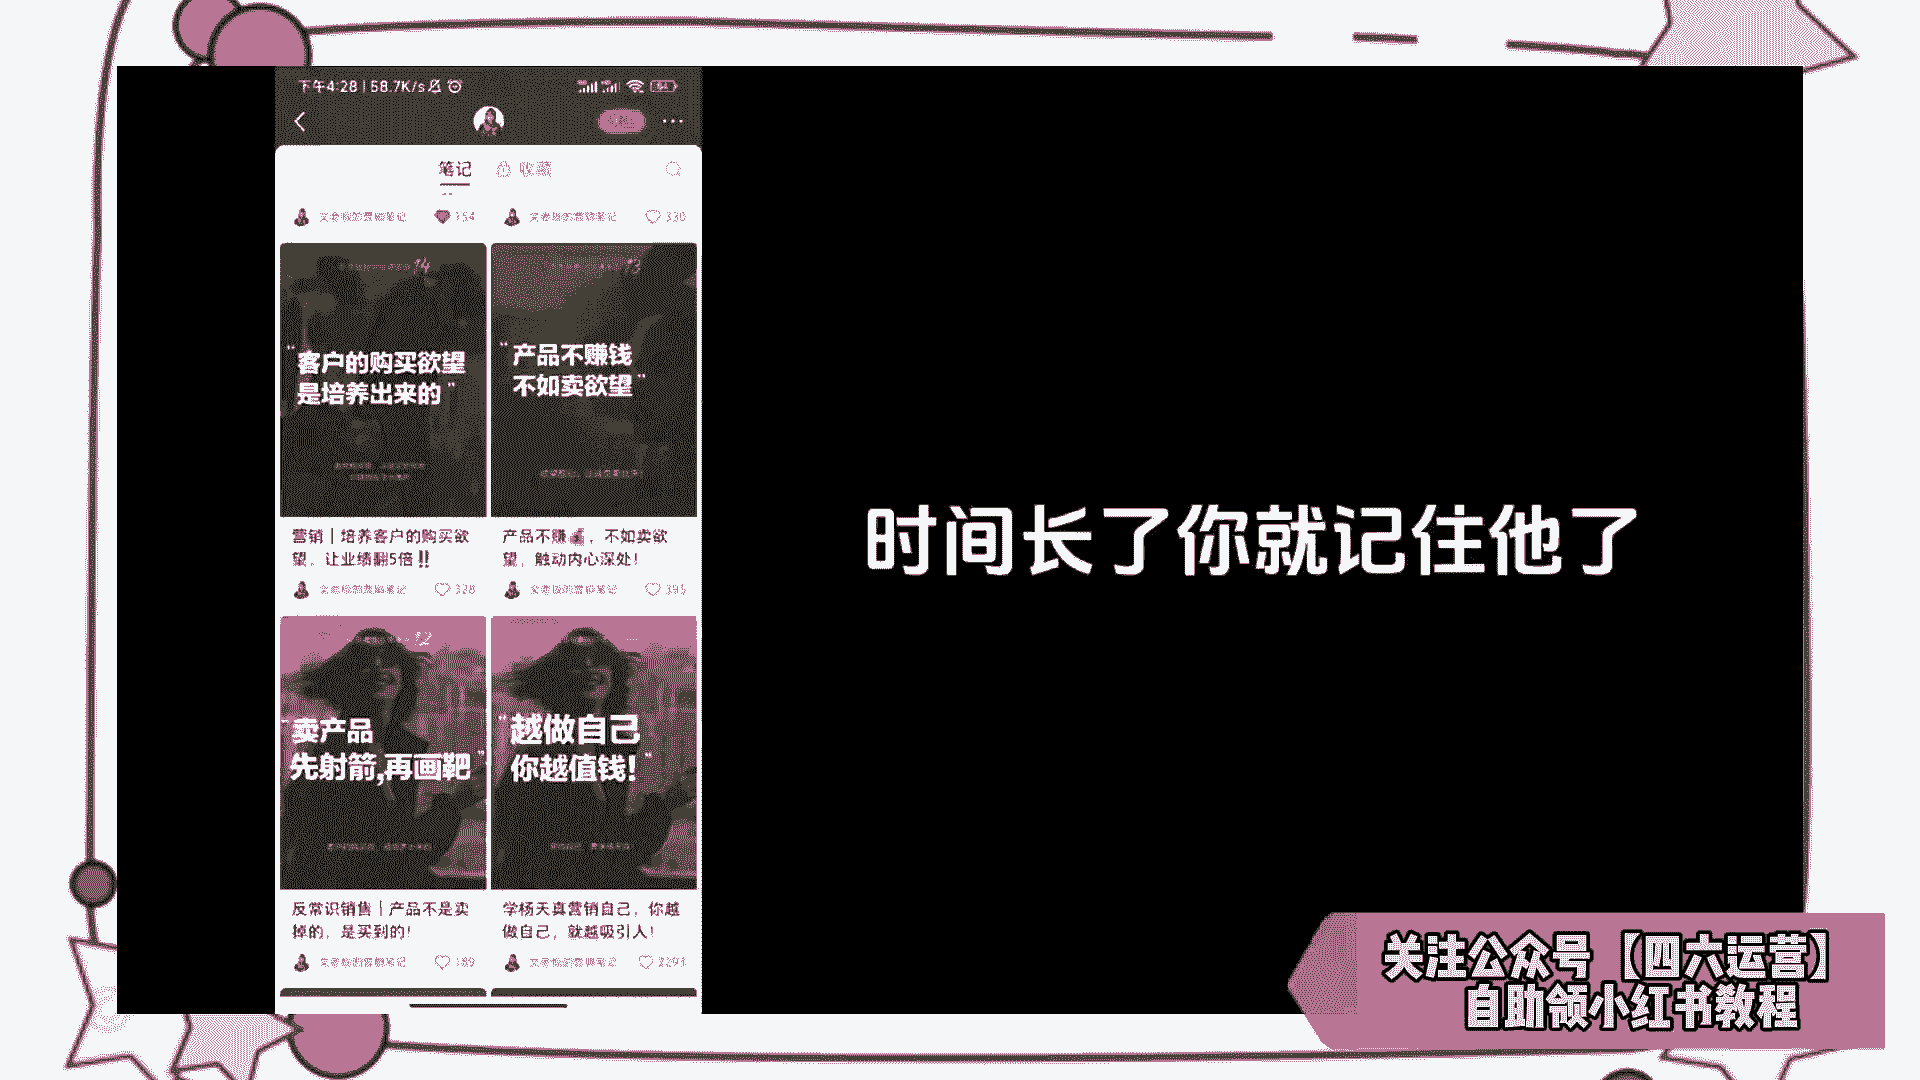 下午4:28 | 58.7K/s
笔记
收藏
154
330
14
13
"客户的购买欲望
是培养出来的"
"产品不赚钱
不如卖欲望"
营销｜培养客户的购买欲
望，让业绩翻5倍‼️
产品不赚💰，不如卖欲
望，触动内心深处！
328
395
12
"卖产品
先射箭,再画靶"
"越做自己
你越值钱!"
反常识销售｜产品不是卖
掉的，是买到的！
学杨天真营销自己，你越
做自己，就越吸引人！
189
2293
时间长了你就记住他了
关注公众号【四六运营】
自助领小红书教程